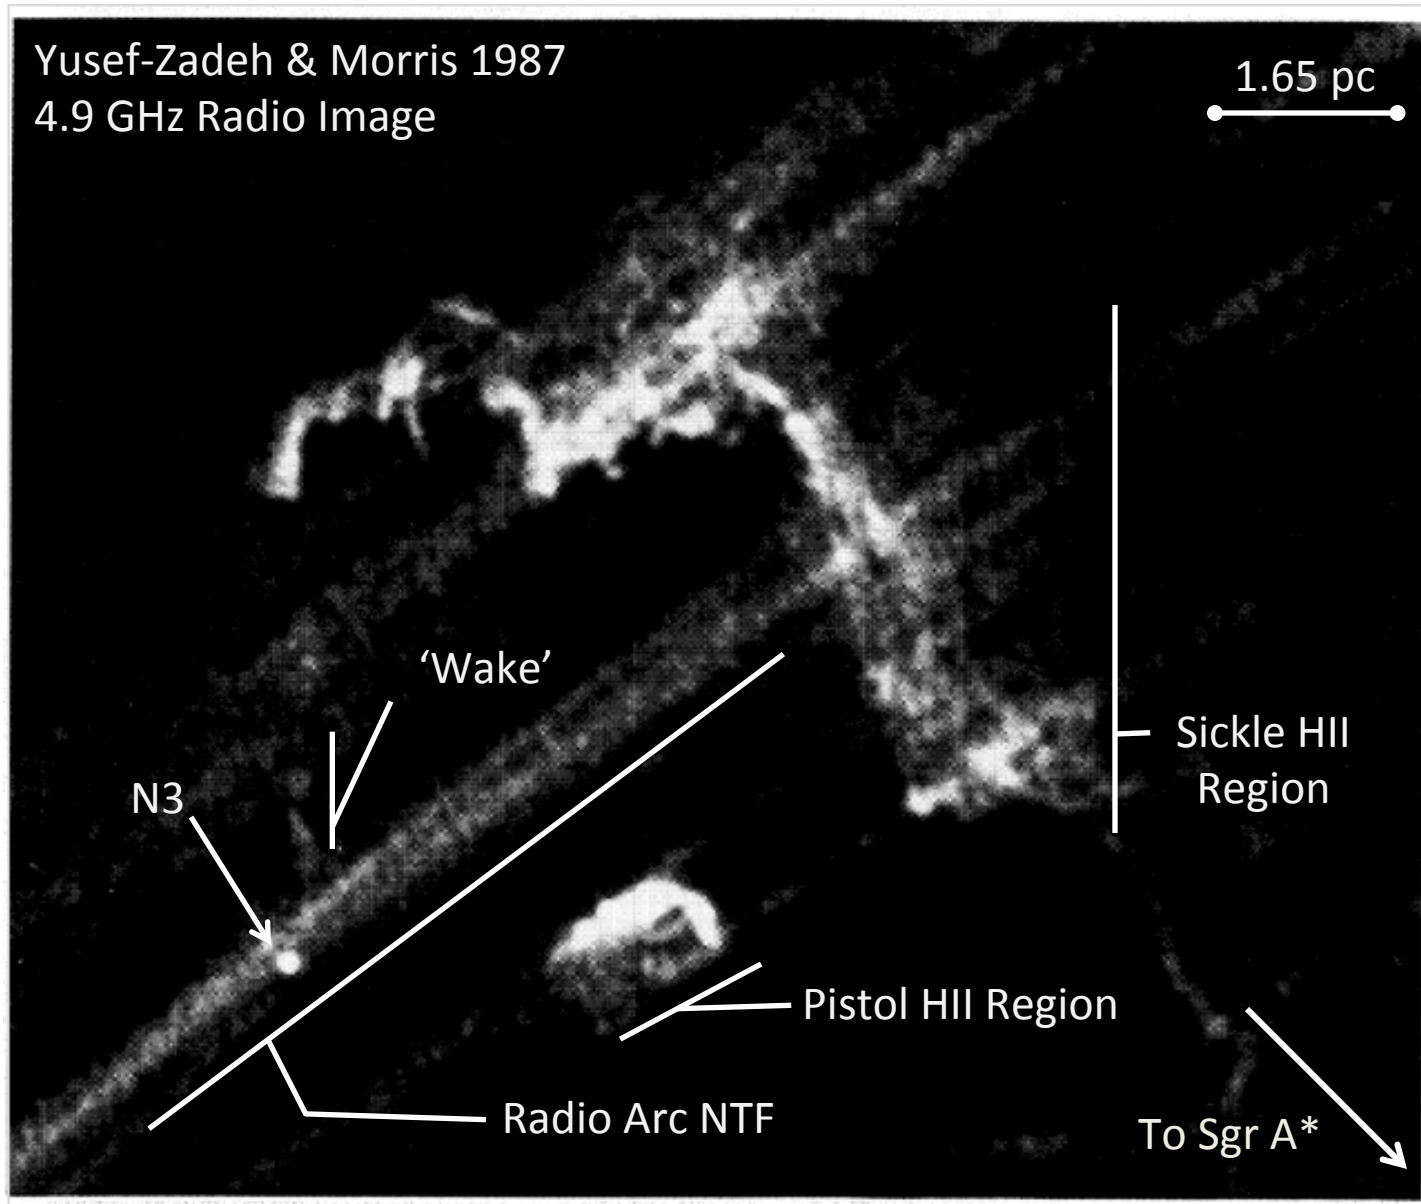 Yusef-Zadeh & Morris 1987
4.9 GHz Radio Image
1.65 pc
‘Wake’
N3
Sickle HII
Region
Pistol HII Region
Radio Arc NTF
To Sgr A*